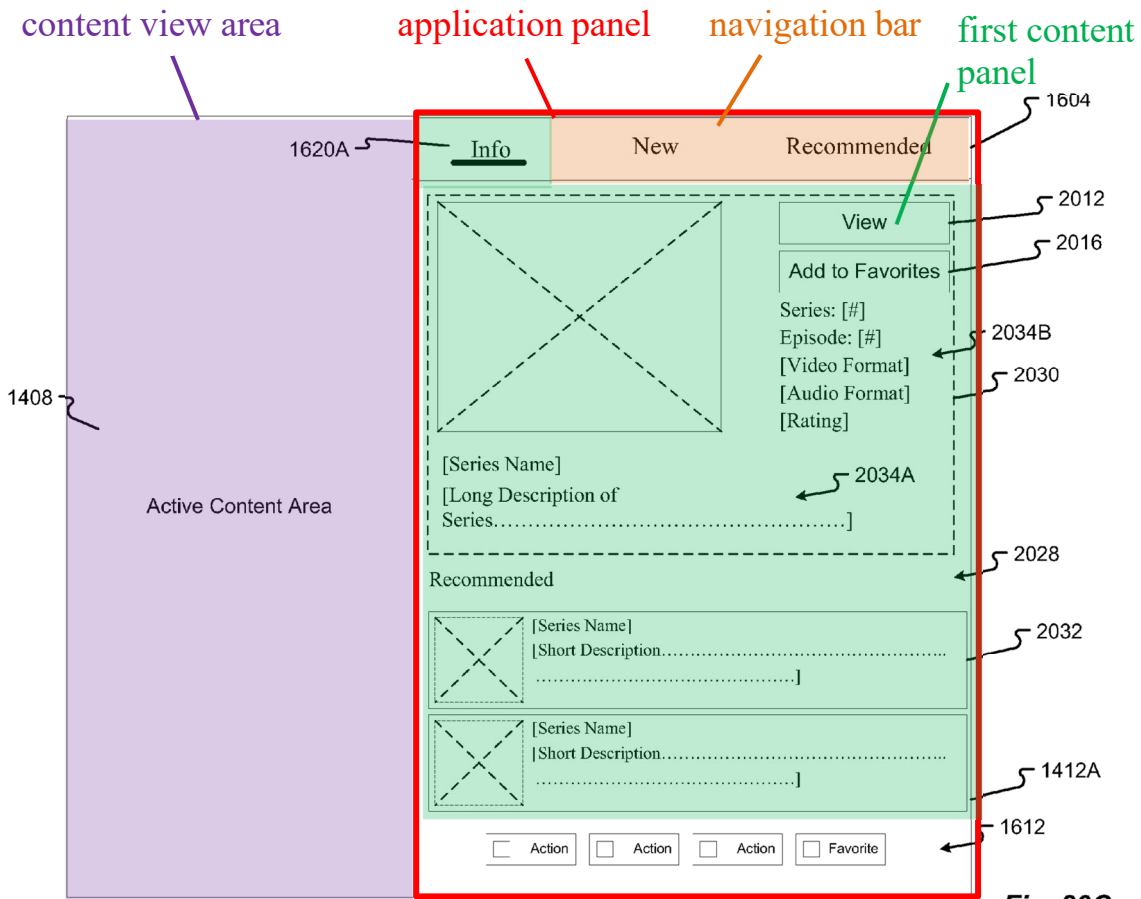 content view area
application panel
navigation bar
first content
panel
1604
1620A
Info
New
Recommended
2012
View
2016
Add to Favorites
Series: [#]
Episode: [#]
2034B
[Video Format]
2030
[Audio Format]
[Rating]
1408
[Series Name]
2034A
[Long Description of
Series……………………………………………]
Active Content Area
2028
Recommended
[Series Name]
2032
[Short Description…………………………………………..
…………………………………….]
[Series Name]
[Short Description…………………………………………..
…………………………………….]
1412A
1612
Action
Action
Action
Favorite